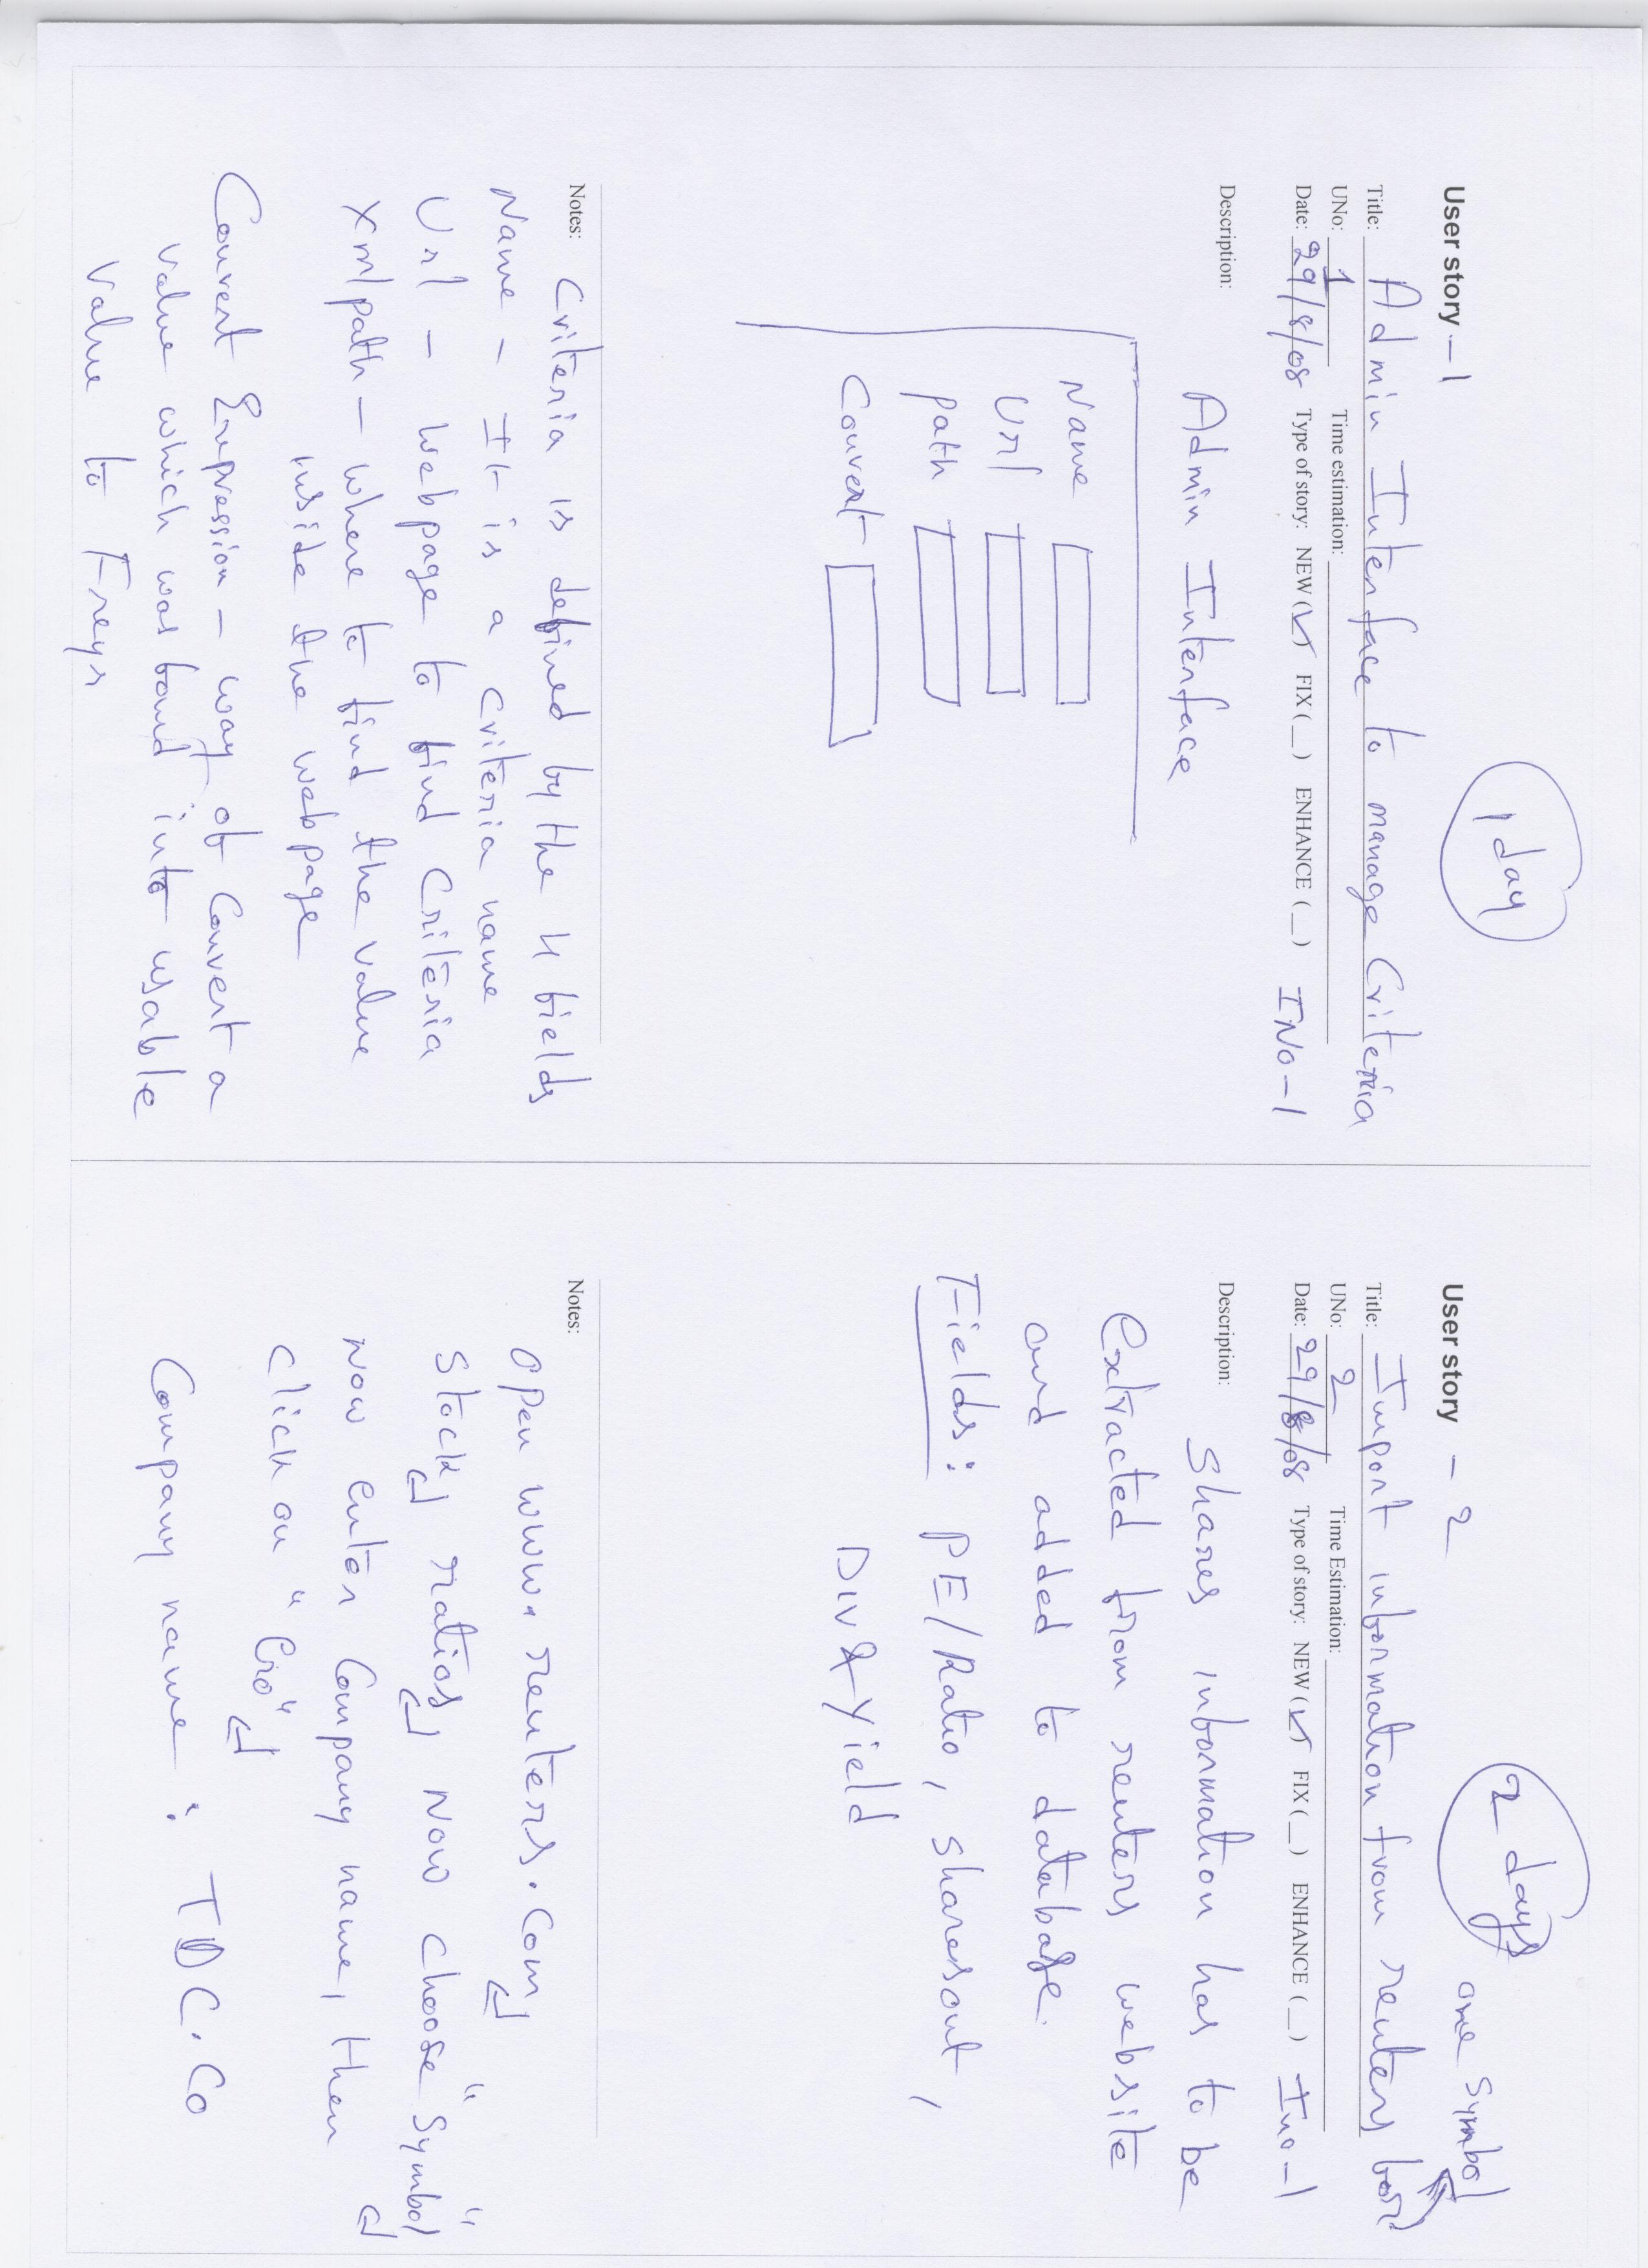 User story - 1
1 day
Title: Admin Interface to manage Criteria
UNo: 1 Time estimation:
Date: 29/8/08 Type of story: NEW (✓) FIX (_) ENHANCE (_) INo-1
Description:
Admin Interface
Name
Url
Path
Convert
Notes: Criteria is defined by the 4 fields
Name - It is a criteria name
Url - webpage to find Criteria
xmlpath - where to find the value
inside the webpage
Convert Expression - way of Convert a
value which was found into usable
value to Freys
User story - 2
2 days
one Symbol
Title: Import information from reuters for
UNo: 2 Time Estimation:
Date: 29/8/08 Type of story: NEW (✓) FIX (_) ENHANCE (_) Ino-1
Description:
Shares information has to be
extracted from reuters website
and added to database.
Fields: PE/Ratio, sharesout,
Div & Yield
Notes:
open www.reuters.com
stock ratios Now choose "Symbol"
Now enter Company name, then
click on "Go"
Company name : TDC.CO